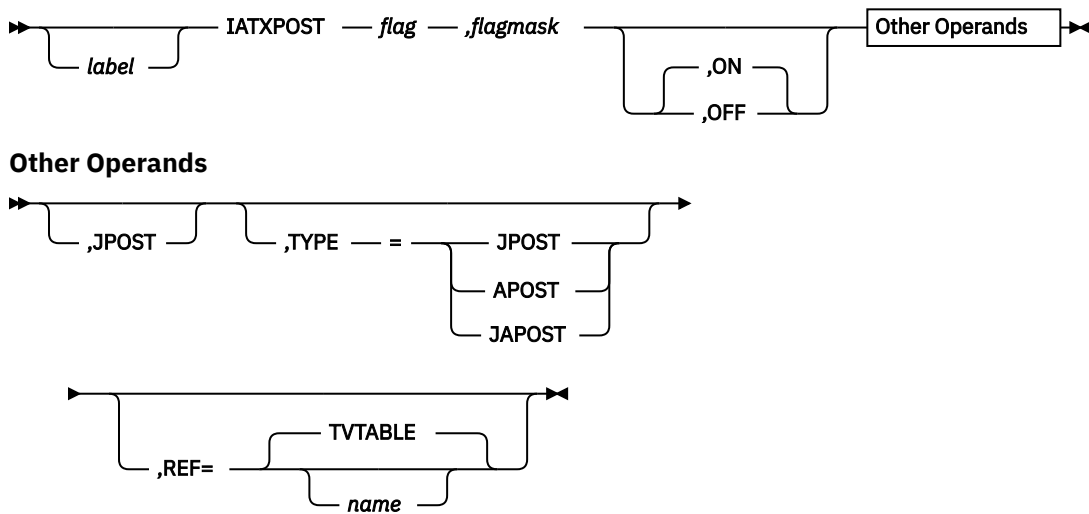 IATXPOST flag ,flagmask Other Operands
label
,ON
,OFF
Other Operands
,JPOST ,TYPE = JPOST
APOST
JAPOST
TVTABLE
,REF=
name